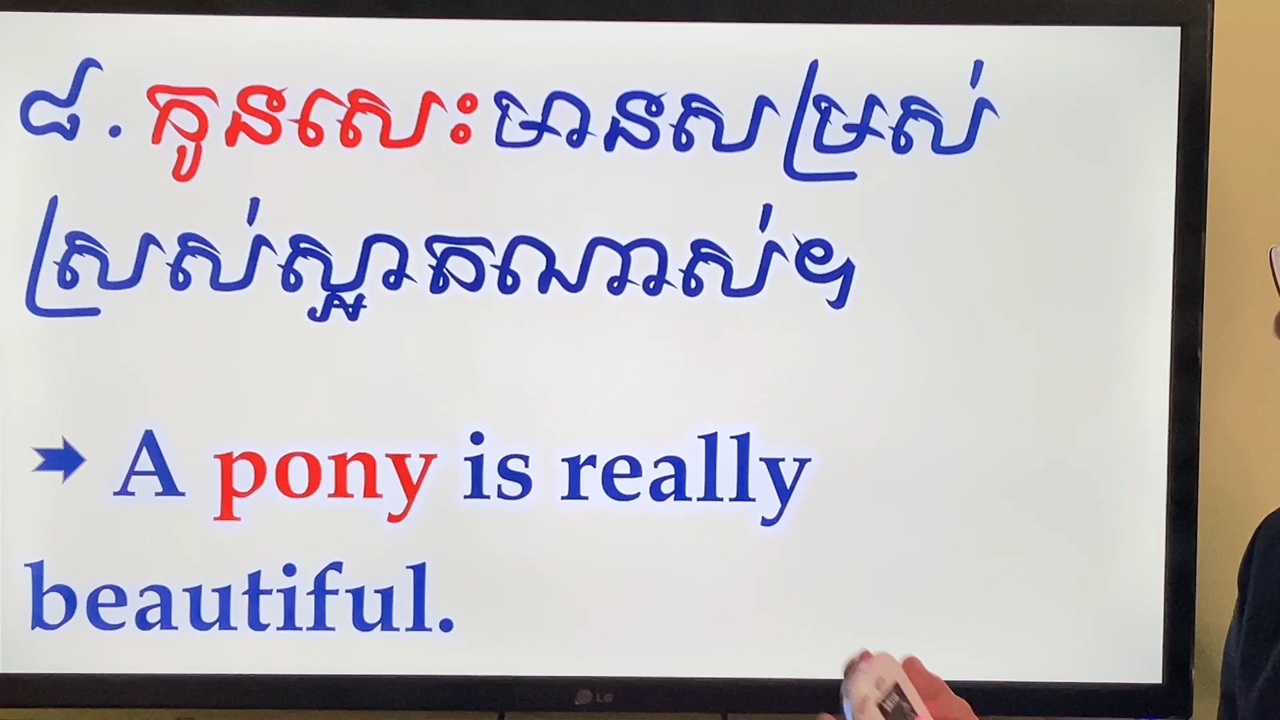 ៨. កូនសេះមានសម្រស់
ស្រស់ស្អាតណាស់។
A pony is really
beautiful.
LG